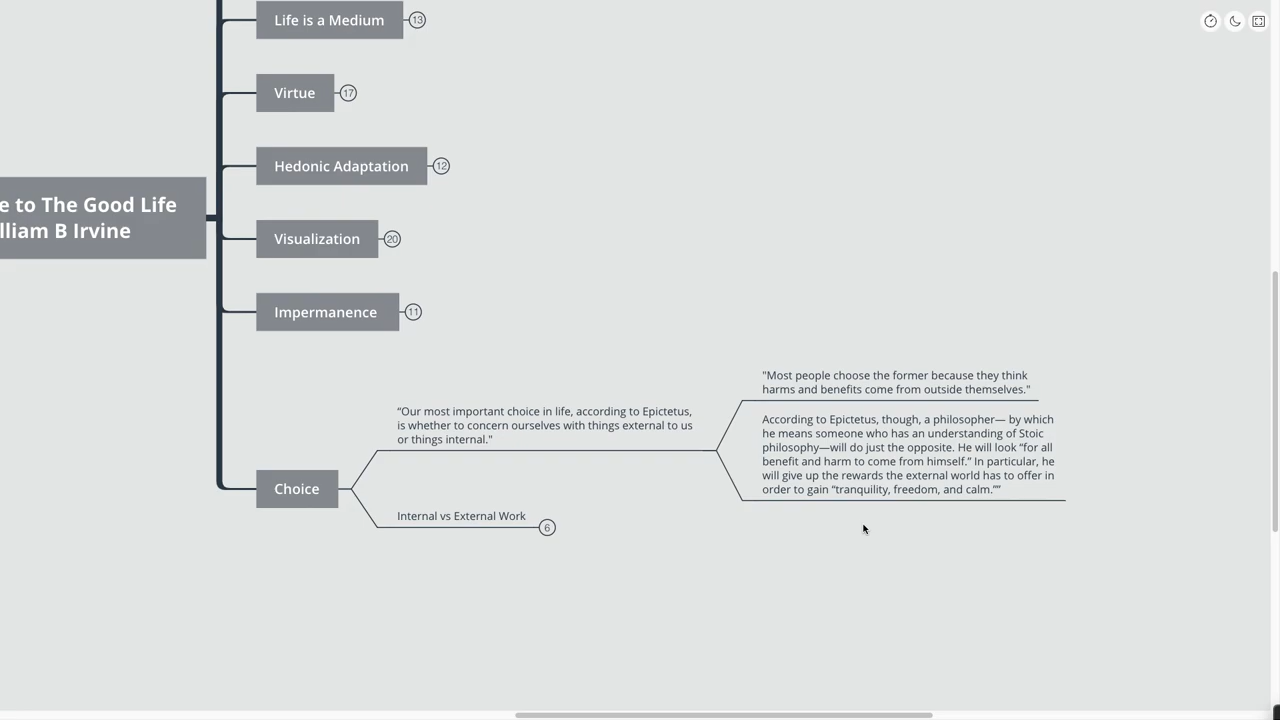 Life is a Medium 13
Virtue 17
Hedonic Adaptation 12
e to The Good Life
lliam B Irvine
Visualization 20
Impermanence 11
"Most people choose the former because they think
harms and benefits come from outside themselves."
“Our most important choice in life, according to Epictetus,
is whether to concern ourselves with things external to us
or things internal."
According to Epictetus, though, a philosopher— by which
he means someone who has an understanding of Stoic
philosophy—will do just the opposite. He will look “for all
benefit and harm to come from himself.” In particular, he
will give up the rewards the external world has to offer in
order to gain “tranquility, freedom, and calm.””
Choice
Internal vs External Work 6